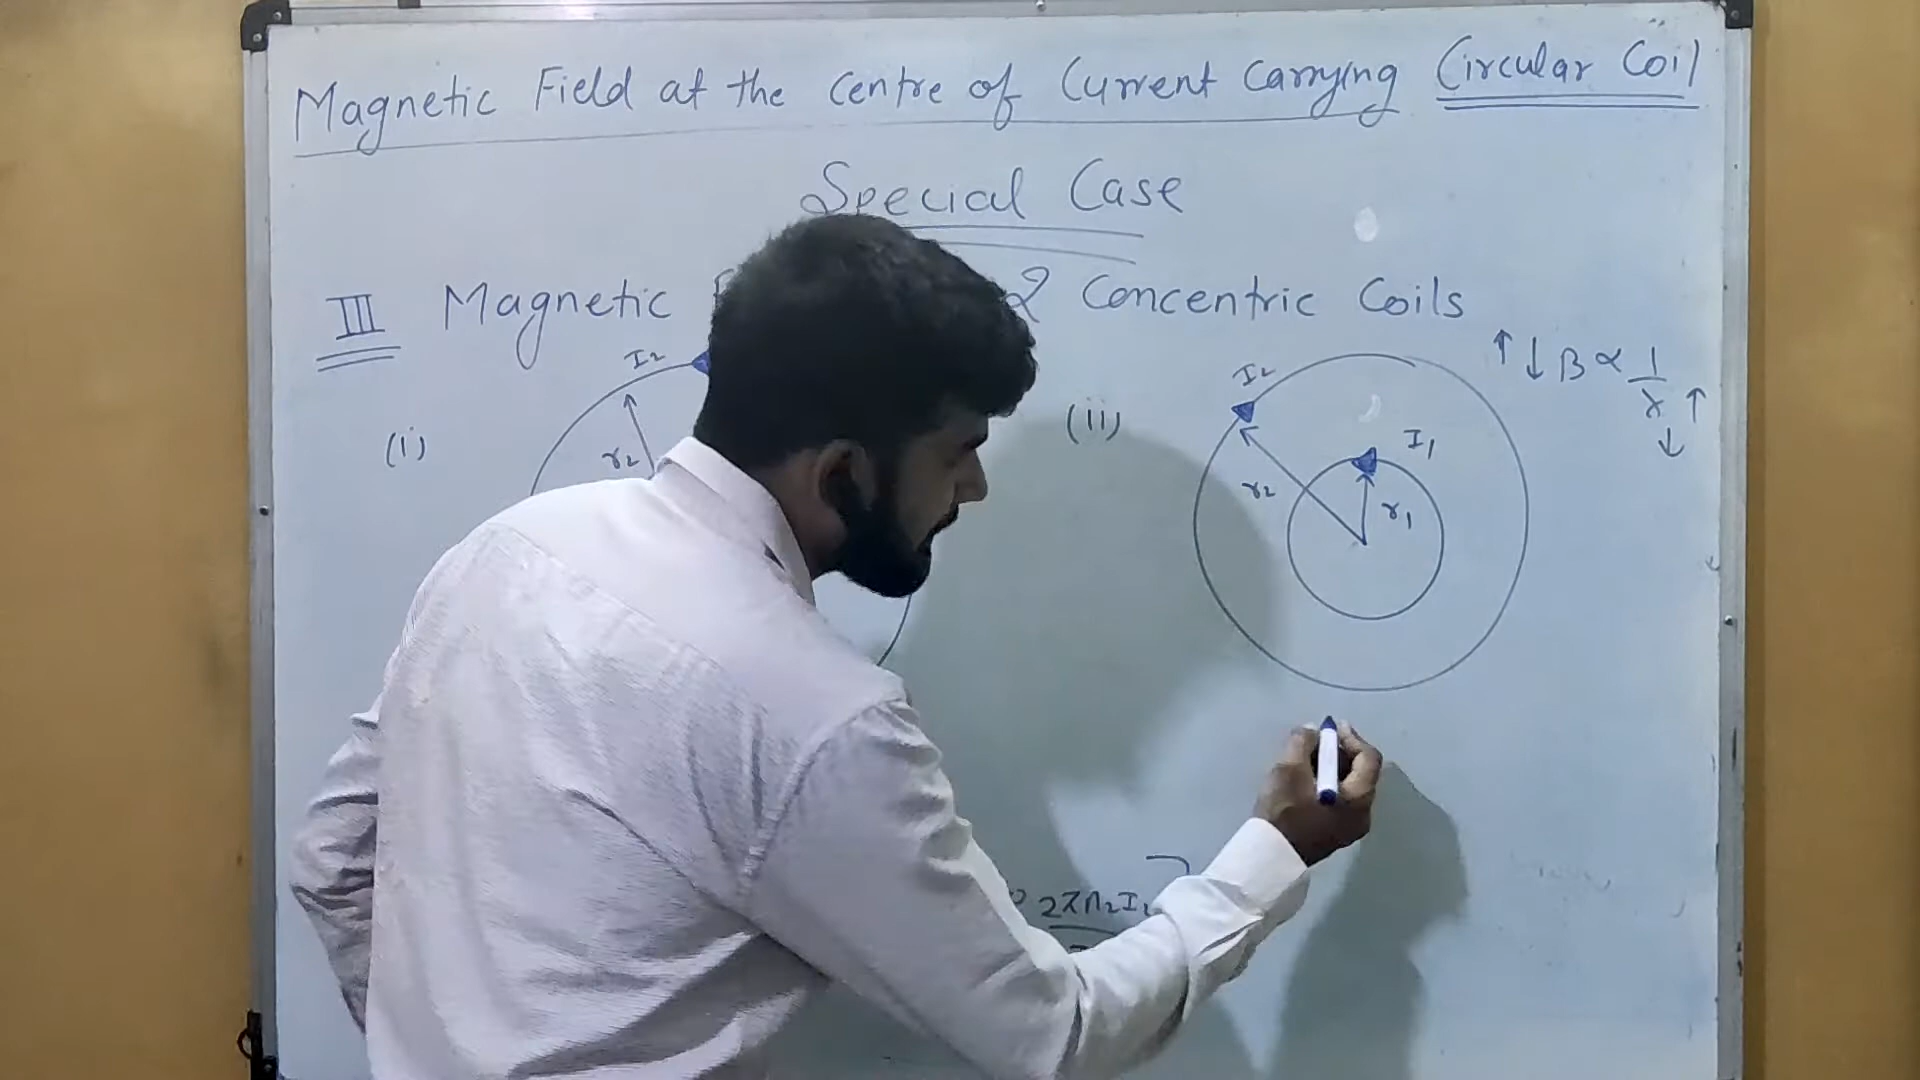 Magnetic Field at the centre of Current Carrying Circular Coil
Special Case
III Magnetic 2 Concentric Coils
(i)
I2
r2
(ii)
I2
I1
r2
r1
↑ ↓ B ∝ 1/r ↑ ↓
2πn2I2